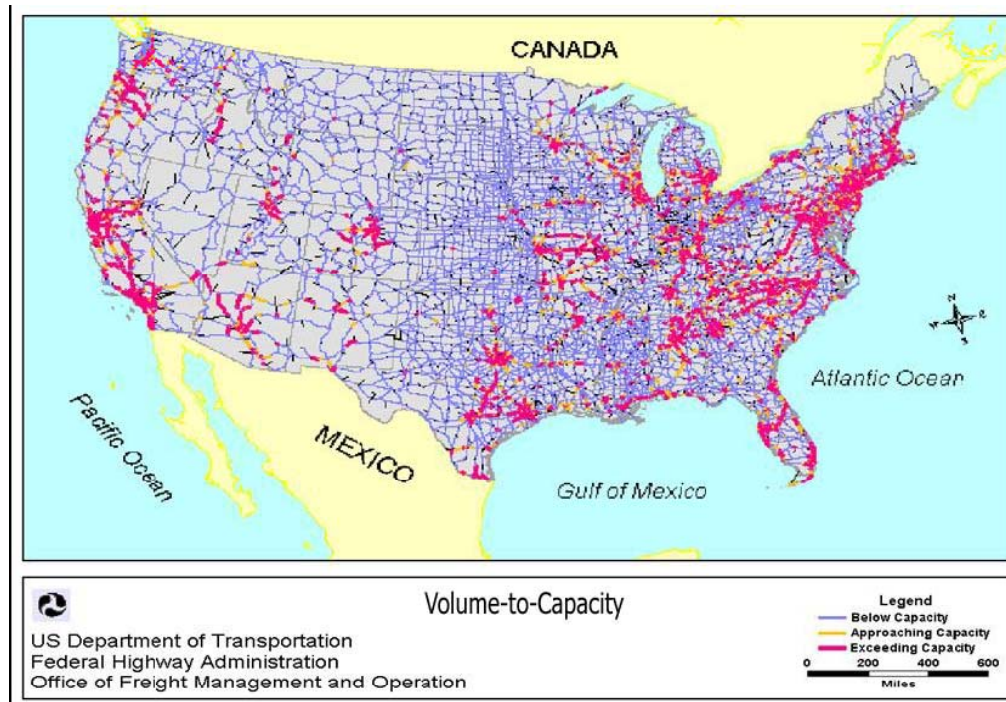 CANADA
Atlantic Ocean
Pacific Ocean
MEXICO
Gulf of Mexico
Volume-to-Capacity
US Department of Transportation
Federal Highway Administration
Office of Freight Management and Operation
Legend
Below Capacity
Approaching Capacity
Exceeding Capacity
0 200 400 600
Miles